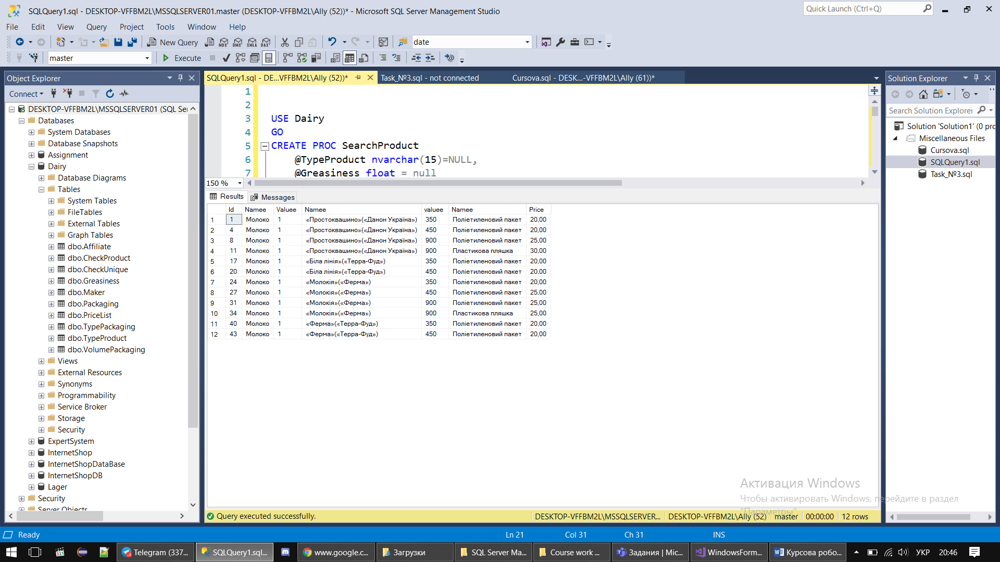 SQLQuery1.sql - DESKTOP-VFFBM2L\MSSQLSERVER01.master (DESKTOP-VFFBM2L\Ally (52))* - Microsoft SQL Server Management Studio
Quick Launch (Ctrl+Q)
File Edit View Query Project Tools Window Help
New Query MDX DMX XMLA DAX date
master Execute
Object Explorer
Connect
DESKTOP-VFFBM2L\MSSQLSERVER01 (SQL Se
Databases
System Databases
Database Snapshots
Assignment
Dairy
Database Diagrams
Tables
System Tables
FileTables
External Tables
Graph Tables
dbo.Affiliate
dbo.CheckProduct
dbo.CheckUnique
dbo.Greasiness
dbo.Maker
dbo.Packaging
dbo.PriceList
dbo.TypePackaging
dbo.TypeProduct
dbo.VolumePackaging
Views
External Resources
Synonyms
Programmability
Service Broker
Storage
Security
ExpertSystem
InternetShop
InternetShopDataBase
InternetShopDB
Lager
Security
Server Objects
SQLQuery1.sql - DE...VFFBM2L\Ally (52))* Task_№3.sql - not connected Cursova.sql - DESK...-VFFBM2L\Ally (61))*
1
2
3 USE Dairy
4 GO
5 CREATE PROC SearchProduct
6 @TypeProduct nvarchar(15)=NULL,
7 @Greasiness float = null
150 %
Results Messages
Id Namee Valuee Namee valuee Namee Price
1 1 Молоко 1 «Простоквашино»(«Данон Україна») 350 Поліетиленовий пакет 20,00
2 4 Молоко 1 «Простоквашино»(«Данон Україна») 450 Поліетиленовий пакет 20,00
3 8 Молоко 1 «Простоквашино»(«Данон Україна») 900 Поліетиленовий пакет 25,00
4 11 Молоко 1 «Простоквашино»(«Данон Україна») 900 Пластикова пляшка 30,00
5 17 Молоко 1 «Біла лінія»(«Терра-Фуд») 350 Поліетиленовий пакет 20,00
6 20 Молоко 1 «Біла лінія»(«Терра-Фуд») 450 Поліетиленовий пакет 20,00
7 24 Молоко 1 «Молокія»(«Ферма») 350 Поліетиленовий пакет 20,00
8 27 Молоко 1 «Молокія»(«Ферма») 450 Поліетиленовий пакет 25,00
9 31 Молоко 1 «Молокія»(«Ферма») 900 Поліетиленовий пакет 25,00
10 34 Молоко 1 «Молокія»(«Ферма») 900 Пластикова пляшка 25,00
11 40 Молоко 1 «Ферма»(«Терра-Фуд») 350 Поліетиленовий пакет 20,00
12 43 Молоко 1 «Ферма»(«Терра-Фуд») 450 Поліетиленовий пакет 20,00
Solution Explorer
Search Solution Explorer
Solution 'Solution1' (0 prc
Miscellaneous Files
Cursova.sql
SQLQuery1.sql
Task_№3.sql
Активация Windows
Чтобы активировать Windows, перейдите в раздел
"Параметры".
Query executed successfully. DESKTOP-VFFBM2L\MSSQLSERVER... DESKTOP-VFFBM2L\Ally (52) master 00:00:00 12 rows
Ready Ln 21 Col 31 Ch 31 INS
Telegram (337... SQLQuery1.sql... www.google.c... Загрузки SQL Server Ma... Course work ... Задания | Mic... WindowsForm... Курсова робо... УКР 20:46